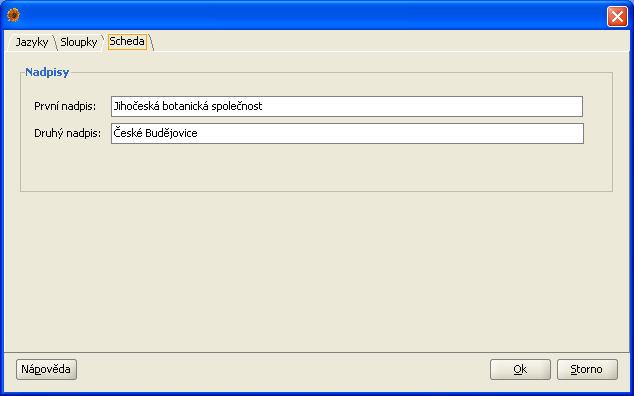 Jazyky Sloupky Scheda
Nadpisy
První nadpis: Jihočeská botanická společnost
Druhý nadpis: České Budějovice
Nápověda Ok Storno